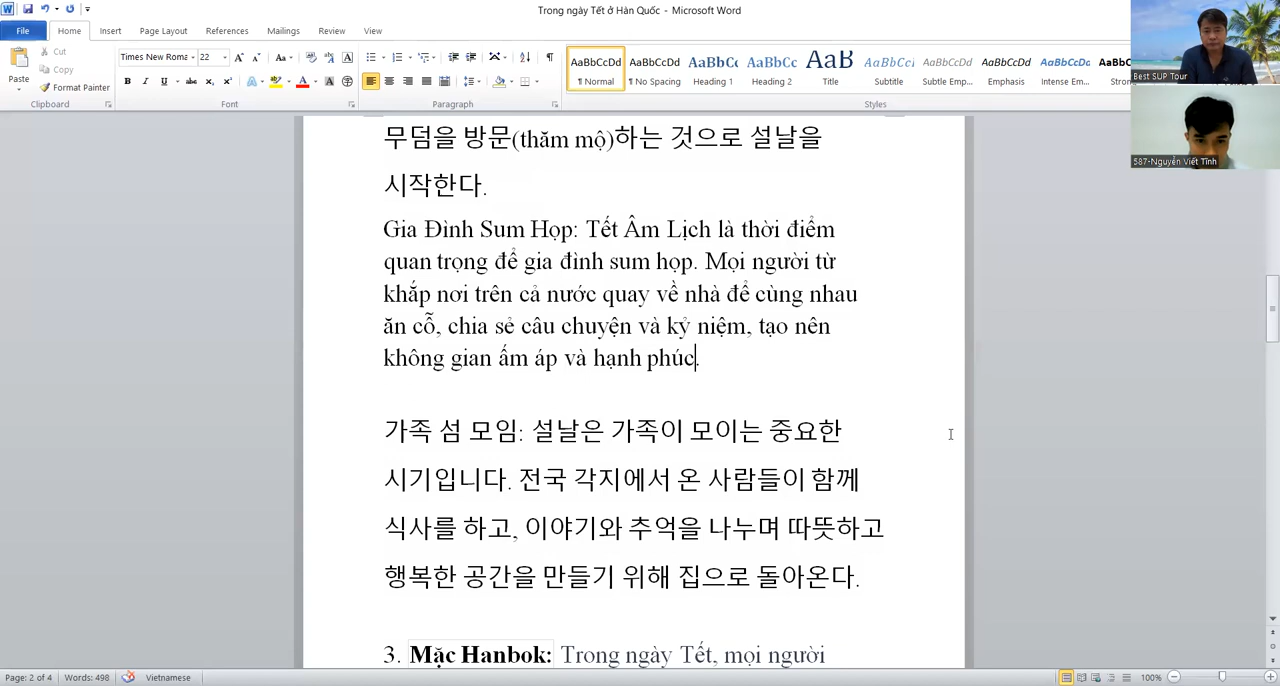 Trong ngày Tết ở Hàn Quốc - Microsoft Word
File Home Insert Page Layout References Mailings Review View
Paste
Cut
Copy
Format Painter
Clipboard
Times New Roma 22
Font
Paragraph
AaBbCcDd AaBbCcDd AaBbCc AaBbCc AaB AaBbCcl AaBbCcDd AaBbCcDd AaBbCcDd AaBbCc
¶ Normal ¶ No Spacing Heading 1 Heading 2 Title Subtitle Subtle Emp... Emphasis Intense Em...
Styles
Best SUP Tour
587-Nguyễn Viết Tĩnh
무덤을 방문(thăm mộ)하는 것으로 설날을
시작한다.
Gia Đình Sum Họp: Tết Âm Lịch là thời điểm
quan trọng để gia đình sum họp. Mọi người từ
khắp nơi trên cả nước quay về nhà để cùng nhau
ăn cỗ, chia sẻ câu chuyện và kỷ niệm, tạo nên
không gian ấm áp và hạnh phúc.
가족 섬 모임: 설날은 가족이 모이는 중요한
시기입니다. 전국 각지에서 온 사람들이 함께
식사를 하고, 이야기와 추억을 나누며 따뜻하고
행복한 공간을 만들기 위해 집으로 돌아온다.
3. Mặc Hanbok: Trong ngày Tết, mọi người
Page: 2 of 4 Words: 498 Vietnamese 100%